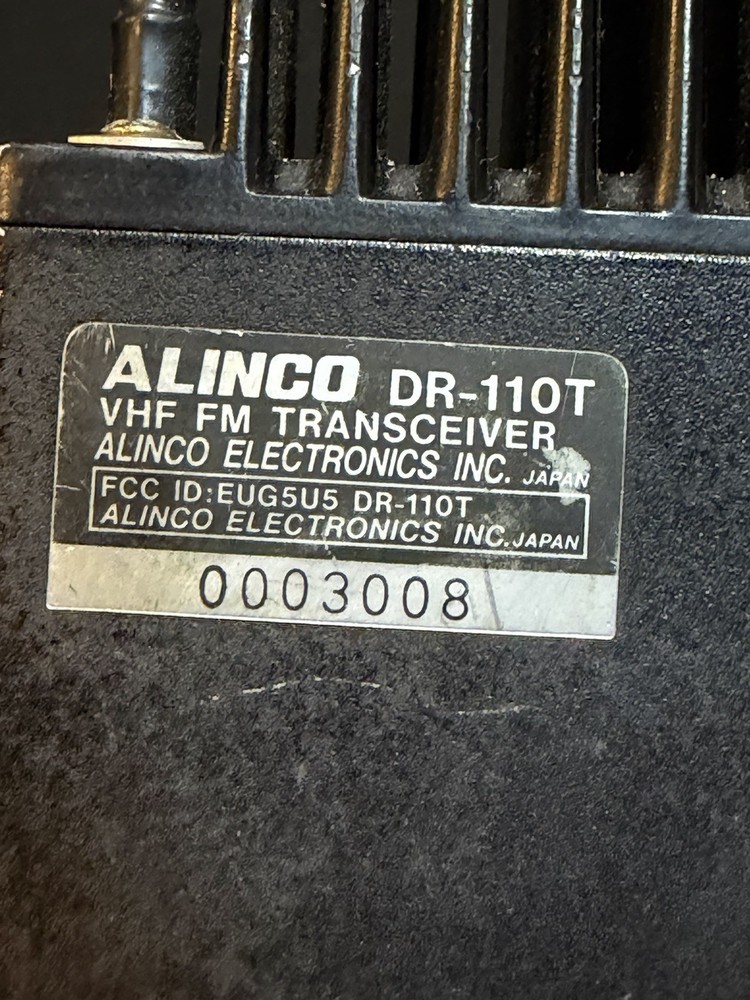 ALINCO DR-110T
VHF FM TRANSCEIVER
ALINCO ELECTRONICS INC. JAPAN
FCC ID:EUG5U5 DR-110T
ALINCO ELECTRONICS INC. JAPAN
0003008